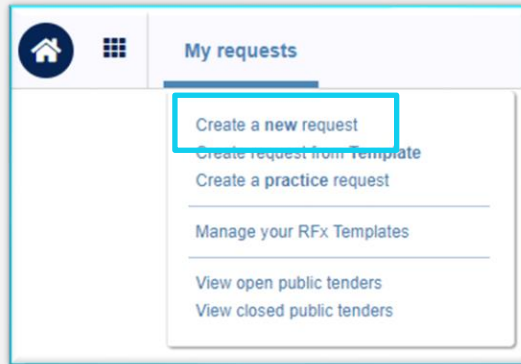 My requests
Create a new request
Create request from Template
Create a practice request
Manage your RFx Templates
View open public tenders
View closed public tenders